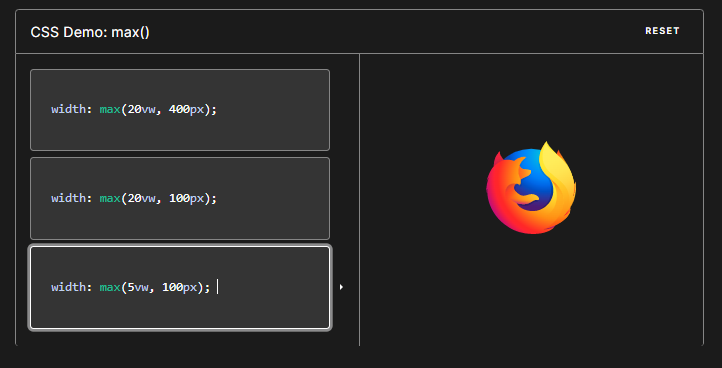 CSS Demo: max()
RESET
width: max(20vw, 400px);
width: max(20vw, 100px);
width: max(5vw, 100px);